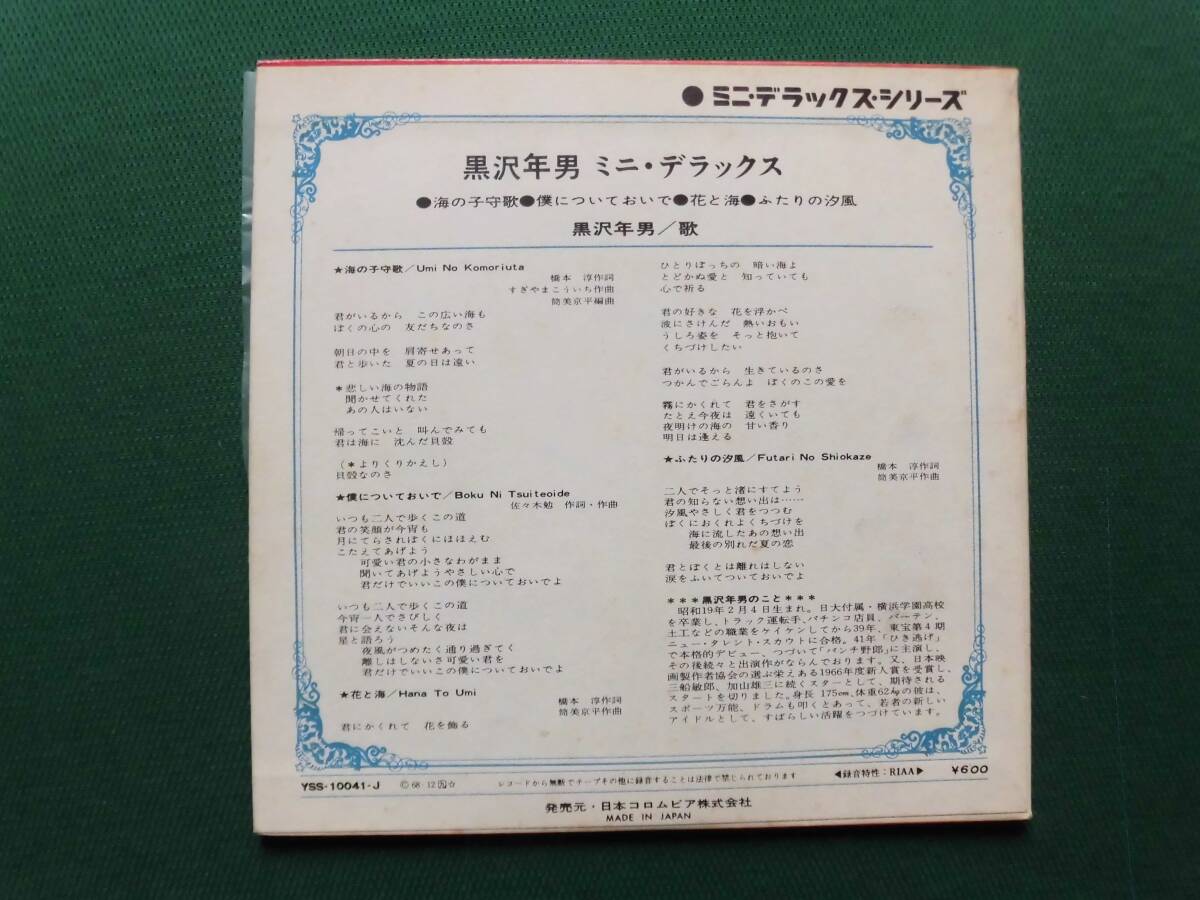 ●ミニ・デラックス・シリーズ
黒沢年男 ミニ・デラックス
●海の子守歌●僕についておいで●花と海●ふたりの汐風
黒沢年男/歌
★海の子守歌/Umi No Komoriuta
橋本 淳作詞
すぎやまこういち作曲
筒美京平編曲
君がいるから この広い海も
ぼくの心の 友だちなのさ
朝日の中を 肩寄せあって
君と歩いた 夏の日は遠い
*悲しい海の物語
聞かせてくれた
あの人はいない
帰ってこいと 叫んでみても
君は海に 沈んだ貝殻
(*よりくりかえし)
貝殻なのさ
★僕についておいで/Boku Ni Tsuiteoide
佐々木勉 作詞・作曲
いつも二人で歩くこの道
君の笑顔が今宵も
月にてらされぼくにほほえむ
こたえてあげよう
可愛い君の小さなわがまま
聞いてあげようやさしい心で
君だけでいいこの僕についておいでよ
いつも二人で歩くこの道
今宵一人でさびしく
君に会えないそんな夜は
星と語ろう
夜風がつめたく通り過ぎてく
離しはしないさ可愛い君を
君だけでいいこの僕についておいでよ
★花と海/Hana To Umi
橋本 淳作詞
筒美京平作曲
君にかくれて 花を飾る
ひとりぼっちの 暗い海よ
とどかぬ愛と 知っていても
心で祈る
君の好きな 花を浮かべ
波にさけんだ 熱いおもい
うしろ姿を そっと抱いて
くちづけしたい
君がいるから 生きているのさ
つかんでごらんよ ぼくのこの愛を
霧にかくれて 君をさがす
たとえ今夜は 遠くいても
夜明けの海の 甘い香り
明日は逢える
★ふたりの汐風/Futari No Shiokaze
橋本 淳作詞
筒美京平作曲
二人でそっと渚にすてよう
君の知らない想い出は……
汐風やさしく君をつつむ
ぼくにおくれよくちづけを
海に流したあの想い出
最後の別れだ夏の恋
君とぼくとは離れはしない
涙をふいてついておいでよ
***黒沢年男のこと***
昭和19年2月4日生まれ。日大付属・横浜学園高校
を卒業し、トラック運転手、パチンコ店員、バーテン、
土工などの職業をケイケンしてから39年、東宝第4期
ニュー・タレント・スカウトに合格。41年「ひき逃げ」
で本格的デビュー、つづいて「パンチ野郎」に主演し、
その後続々と出演作がならんでおります。又、日本映
画製作者協会の選ぶ栄えある1966年度新人賞を受賞し、
三船敏郎、加山雄三に続くスターとして、期待される
スタートを切りました。身長175cm、体重62kgの彼は、
スポーツ万能、ドラムも叩くとあって、若者の新しい
アイドルとして、すばらしい活躍をつづけています。
YSS-10041-J
Ⓒ68・12
レコードから無断でテープその他に録音することは法律で禁じられております
◀録音特性:RIAA▶
¥600
発売元・日本コロムビア株式会社
MADE IN JAPAN